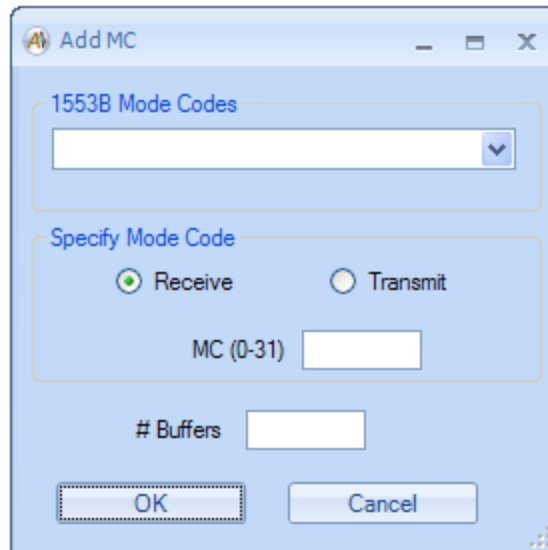 Add MC
1553B Mode Codes
Specify Mode Code
Receive Transmit
MC (0-31)
# Buffers
OK Cancel